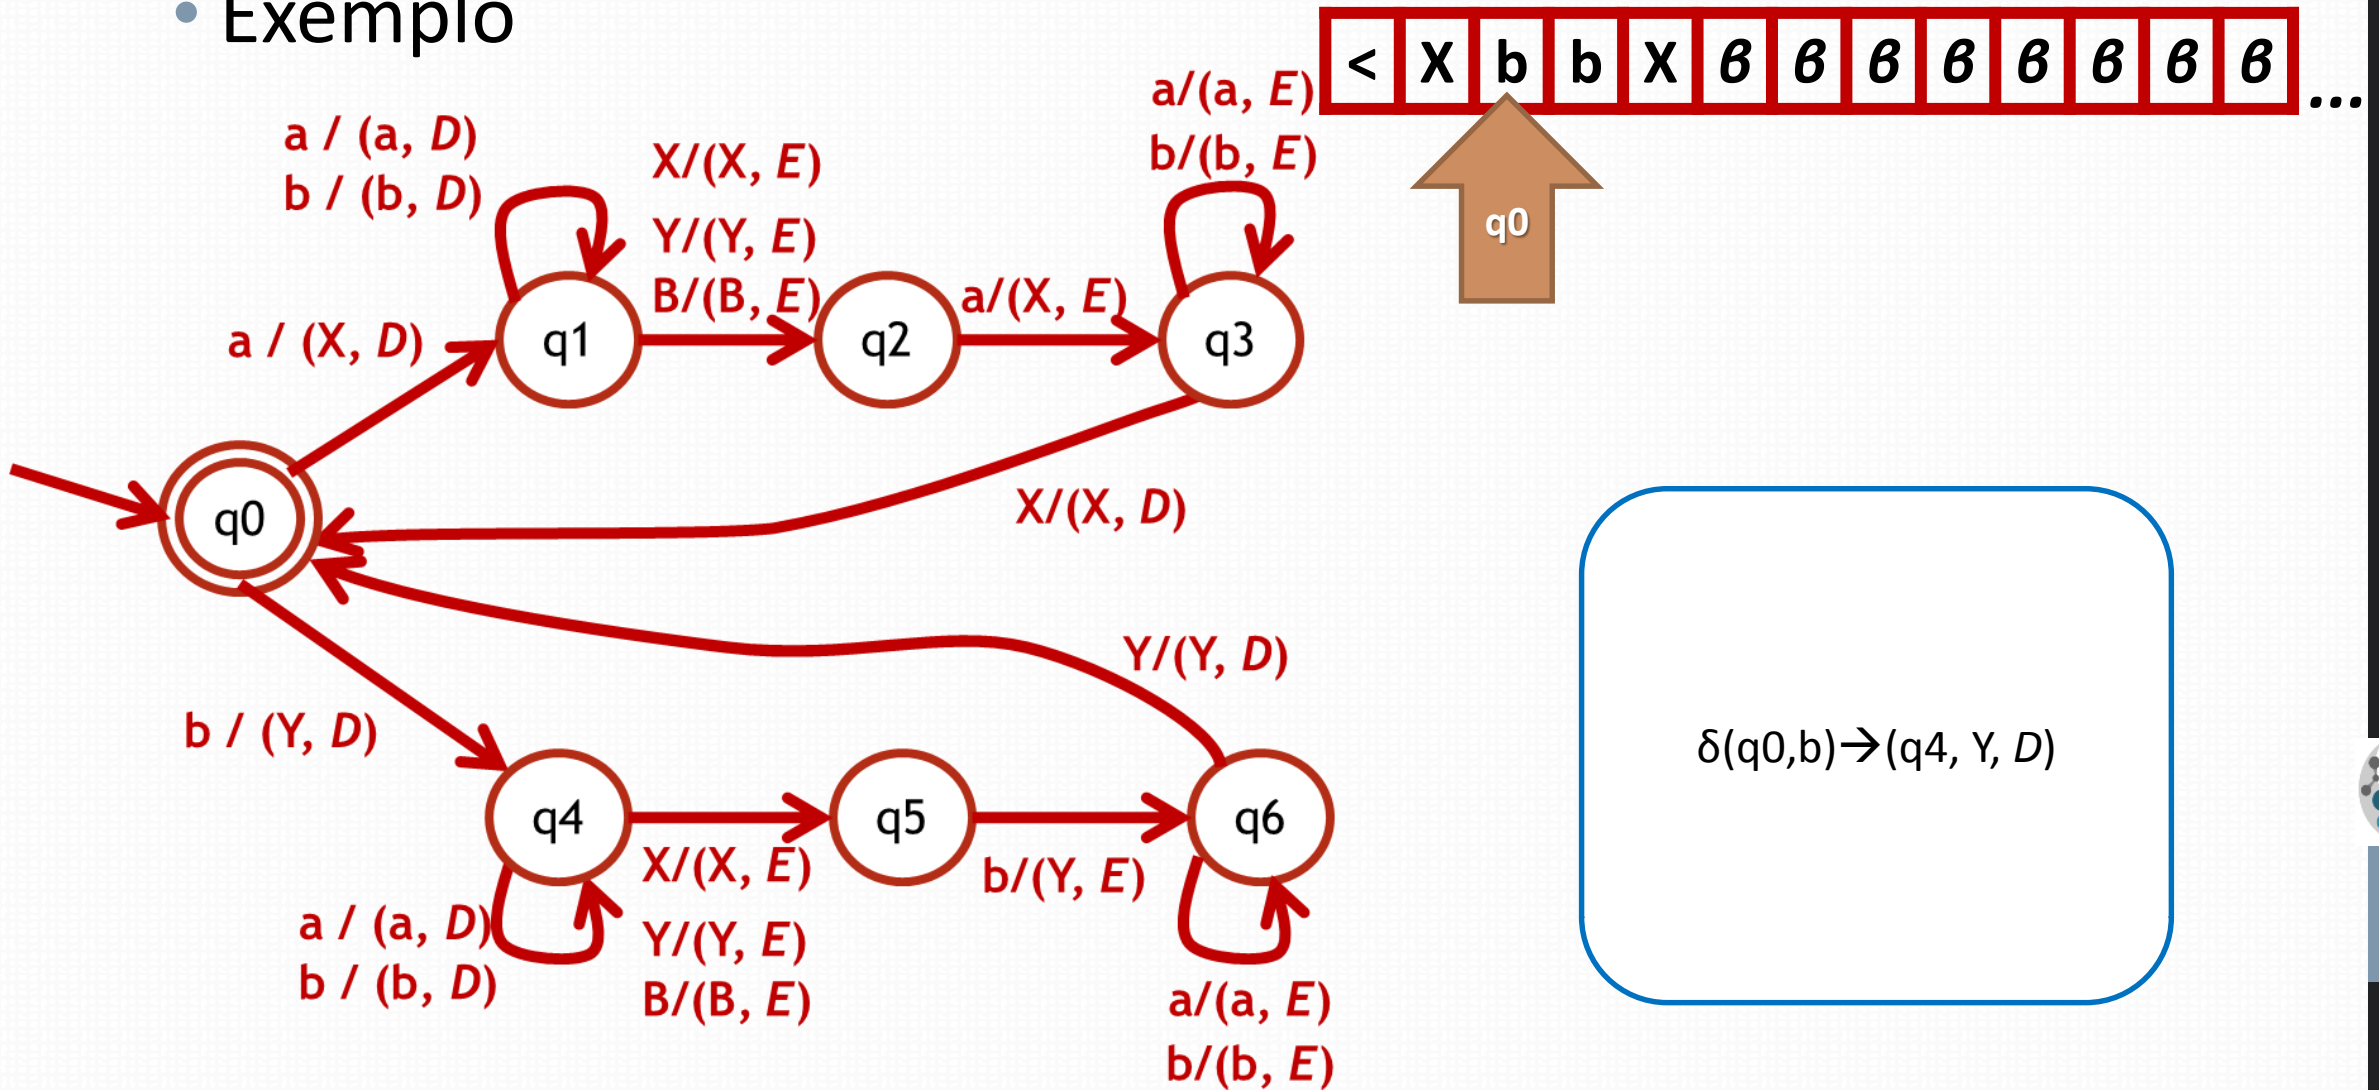 • Exemplo
< X b b X β β β β β β β β ...
q0
a / (a, D)
b / (b, D)
X/(X, E)
Y/(Y, E)
B/(B, E)
a/(a, E)
b/(b, E)
a / (X, D)
q1
q2
a/(X, E)
q3
q0
X/(X, D)
Y/(Y, D)
b / (Y, D)
q4
q5
q6
X/(X, E)
Y/(Y, E)
B/(B, E)
b/(Y, E)
a / (a, D)
b / (b, D)
a/(a, E)
b/(b, E)
δ(q0,b)→(q4, Y, D)